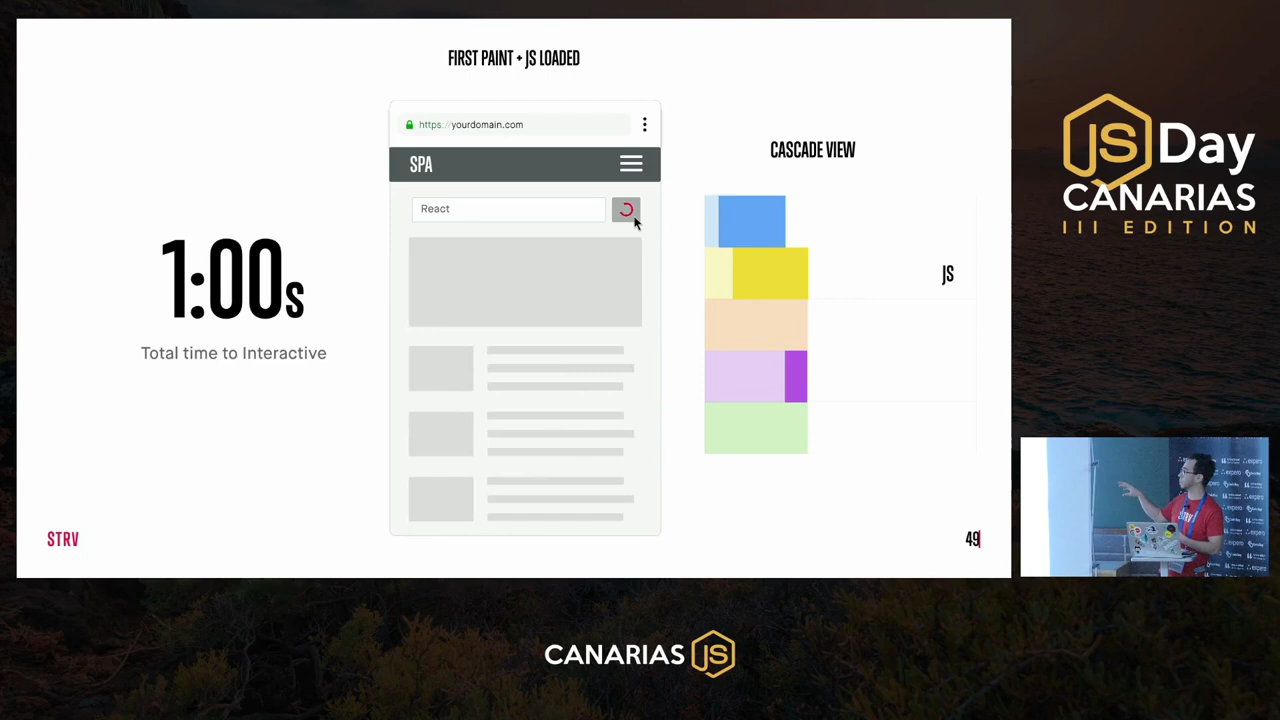 FIRST PAINT + JS LOADED
https://yourdomain.com
SPA
React
1:00s
Total time to Interactive
CASCADE VIEW
JS
STRV
49
JS Day
CANARIAS
III EDITION
STRV
CANARIAS JS